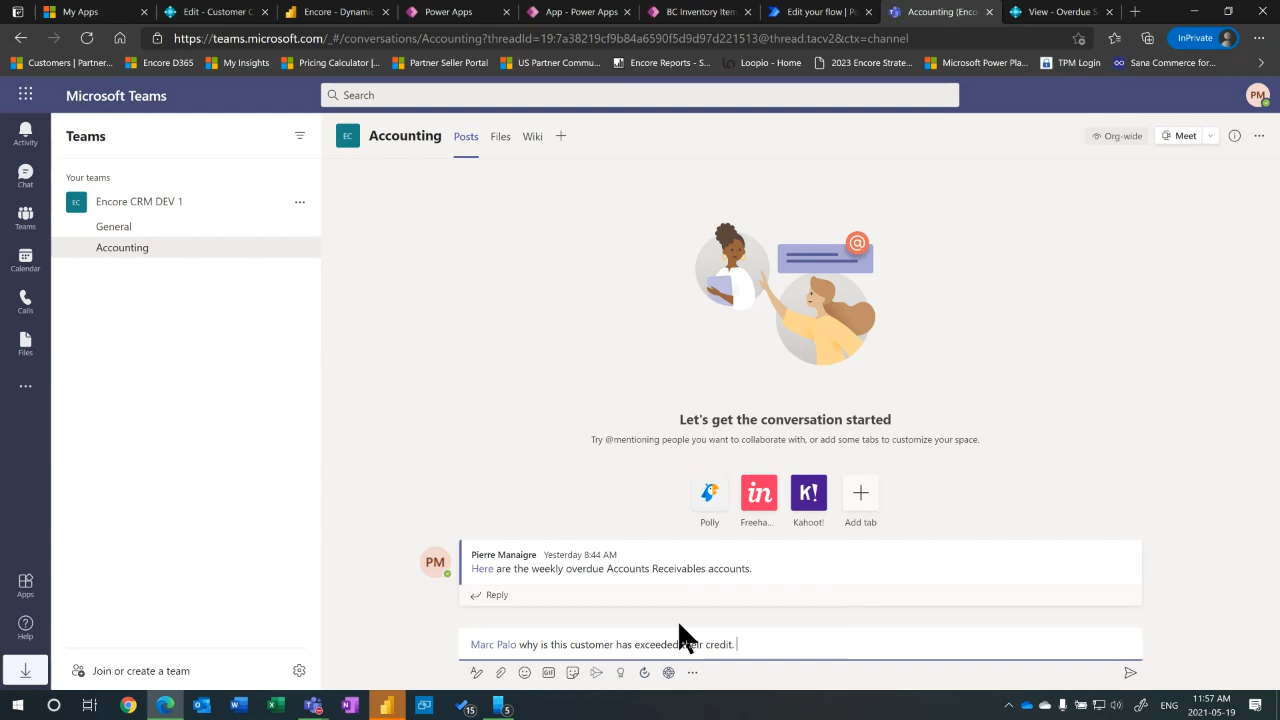 My Apps
Edit - Customer C
Encore - Dynamic
Power Apps
App - Power Apps
BC Inventory Item
Edit your flow | Po
Accounting (Enco
View - Overdue S
https://teams.microsoft.com/_#/conversations/Accounting?threadId=19:7a38219cf9b84a6590f5d9d97d221513@thread.tacv2&ctx=channel
InPrivate
Customers | Partner...
Encore D365
My Insights
Pricing Calculator |...
Partner Seller Portal
US Partner Commu...
Encore Reports - S...
Loopio - Home
2023 Encore Strate...
Microsoft Power Pla...
TPM Login
Sana Commerce for...
Microsoft Teams
Search
PM
Activity
Chat
Teams
Calendar
Calls
Files
Apps
Help
Teams
Your teams
EC Encore CRM DEV 1
General
Accounting
Join or create a team
EC Accounting Posts Files Wiki
Org-wide
Meet
@
Let's get the conversation started
Try @mentioning people you want to collaborate with, or add some tabs to customize your space.
in
K!
Polly
Freeha...
Kahoot!
Add tab
PM
Pierre Manaigre Yesterday 8:44 AM
Here are the weekly overdue Accounts Receivables accounts.
Reply
Marc Palo why is this customer has exceeded credit.
GIF
15
5
11:57 AM
2021-05-19